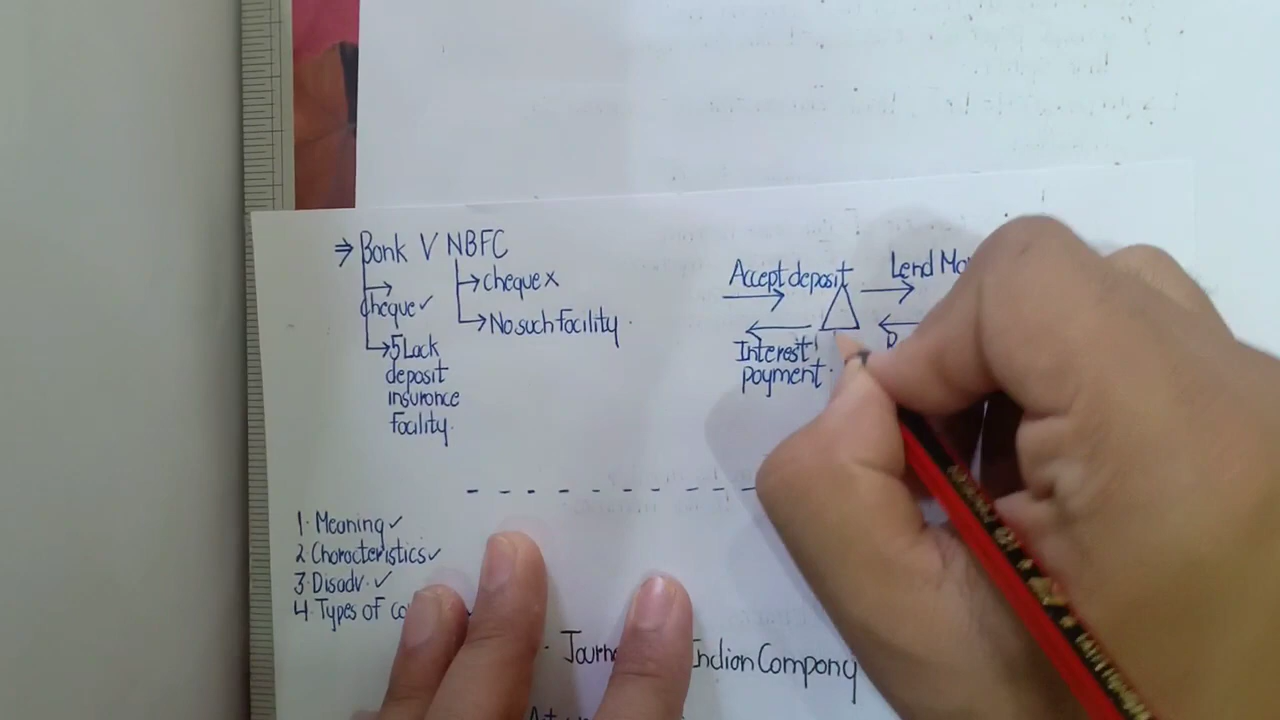 ⇒ Bank V NBFC
→ cheque x
cheque ✓
→ No such facility.
→ 5 Lack
deposit
insurance
facility.
Accept deposit
Lend Mo
Interest
payment.
1. Meaning ✓
2. Characteristics ✓
3. Disadv. ✓
4. Types of
Indian Company